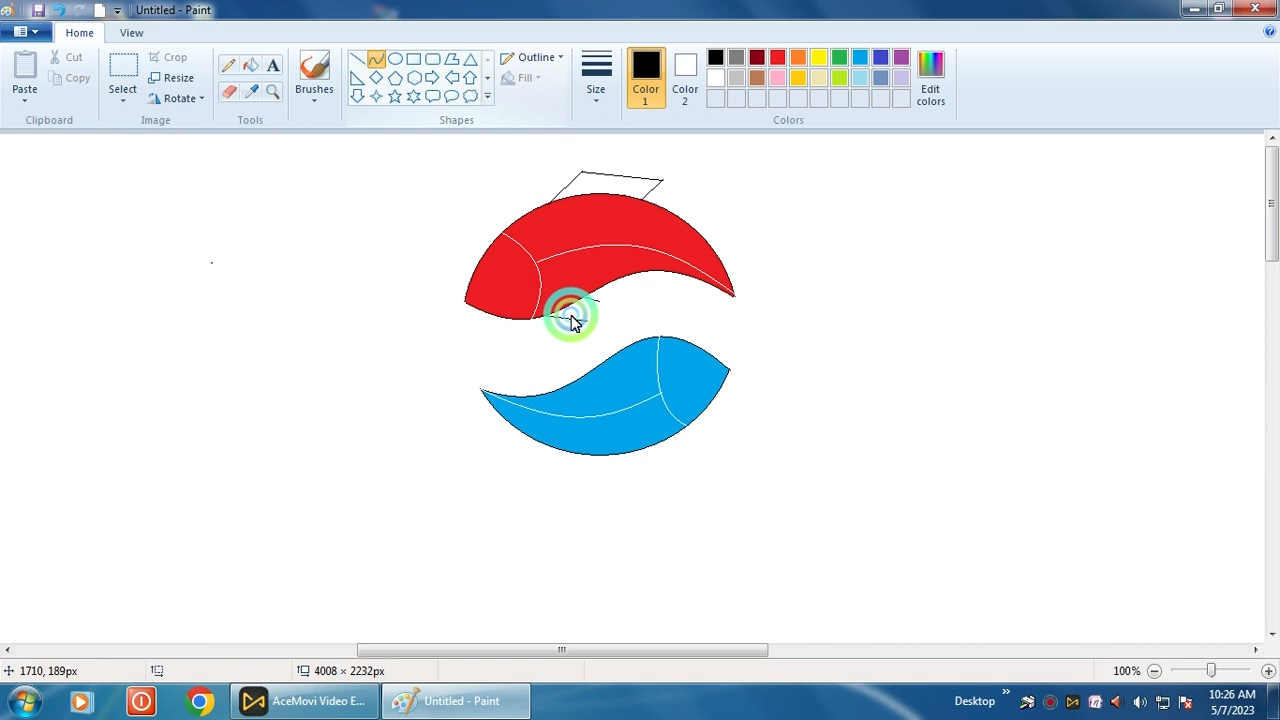 Untitled - Paint
Home
View
Paste
Cut
Copy
Clipboard
Select
Crop
Resize
Rotate
Image
A
Tools
Brushes
Shapes
Outline
Fill
Size
Color 1
Color 2
Colors
Edit colors
1710, 189px
4008 × 2232px
100%
AceMovi Video E...
Untitled - Paint
Desktop
10:26 AM
5/7/2023